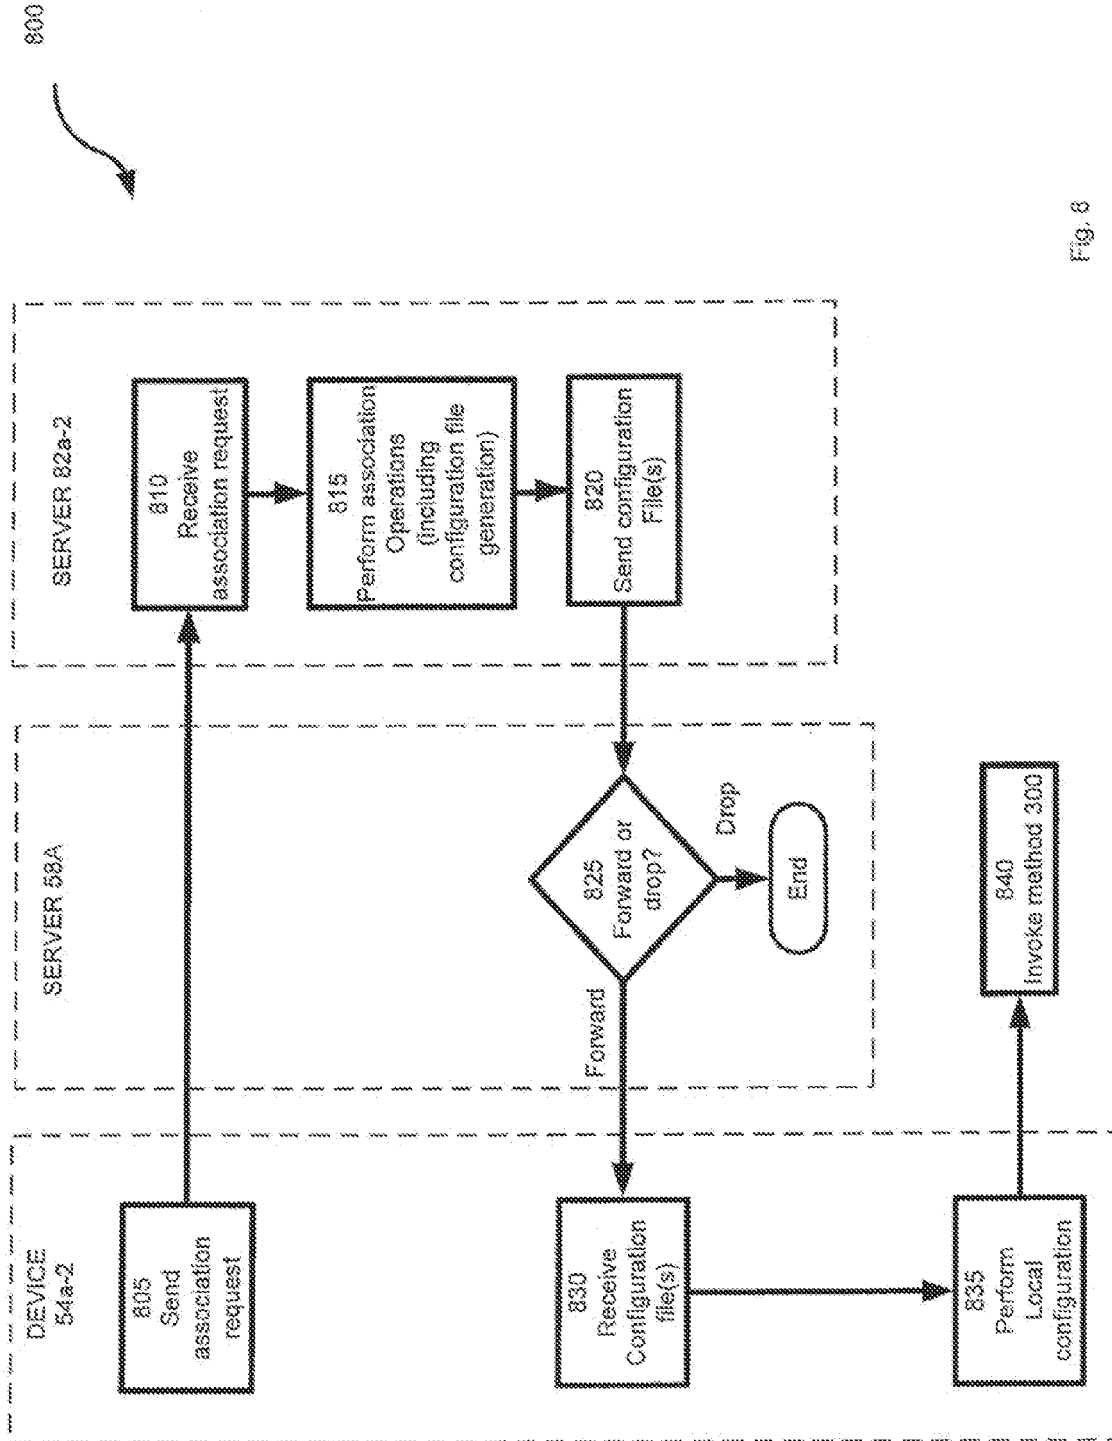 800
DEVICE
54a-2
SERVER 58A
SERVER 82a-2
805
Send
association
request
810
Receive
association request
815
Perform association
Operations
(including
configuration file
generation)
820
Send configuration
File(s)
825
Forward or
drop?
Forward
Drop
End
830
Receive
Configuration
file(s)
835
Perform
Local
configuration
840
Invoke method 300
Fig. 8